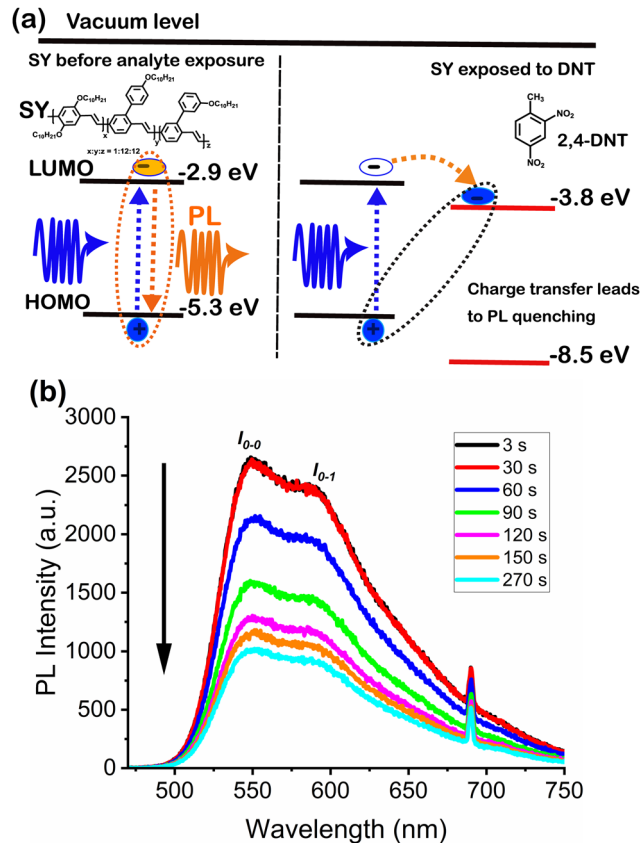 (a) Vacuum level
SY before analyte exposure
SY exposed to DNT
OC₁₀H₂₁
OC₁₀H₂₁
OC₁₀H₂₁
OC₁₀H₂₁
SY
x
y
z
x:y:z = 1:12:12
CH₃
NO₂
NO₂
2,4-DNT
LUMO
-
-2.9 eV
-
-
-3.8 eV
PL
HOMO
+
-5.3 eV
+
Charge transfer leads
to PL quenching
-8.5 eV
(b)
3000
2500
2000
1500
1000
500
0
PL Intensity (a.u.)
I₀₋₀
I₀₋₁
3 s
30 s
60 s
90 s
120 s
150 s
270 s
500 550 600 650 700 750
Wavelength (nm)